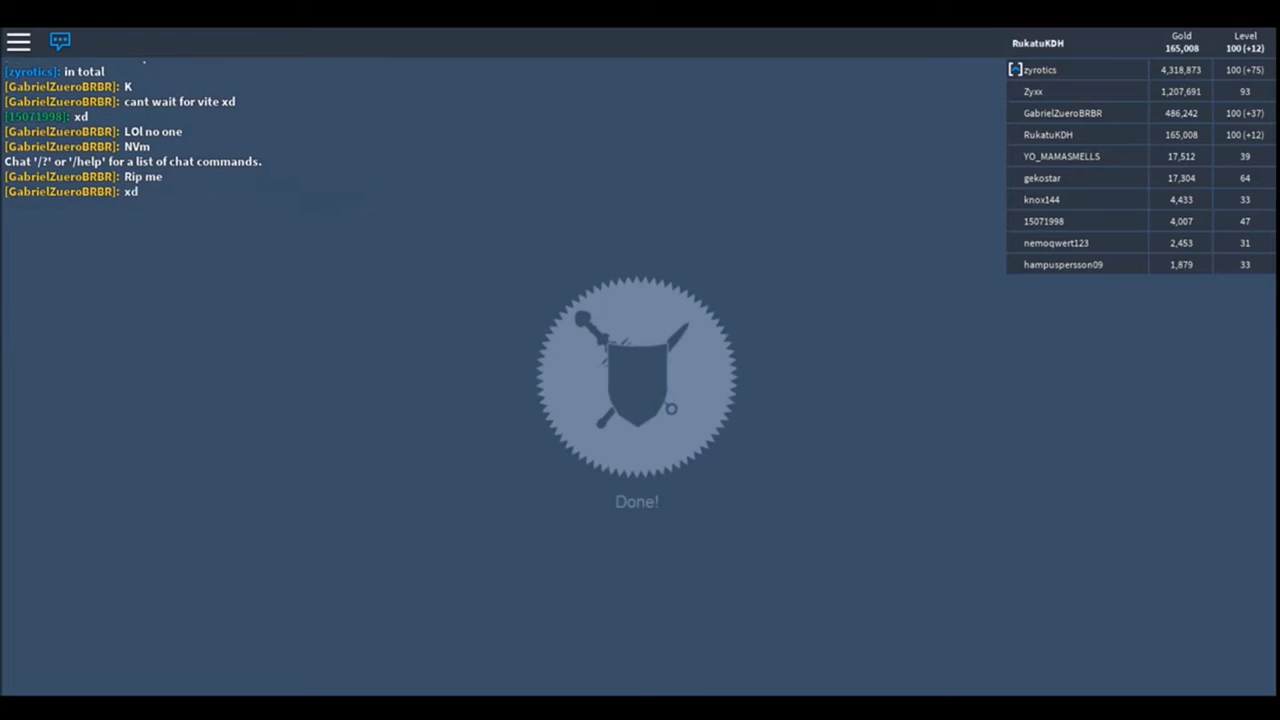 [zyrotics]: in total
[GabrielZueroBRBR]: K
[GabrielZueroBRBR]: cant wait for vite xd
[15071998]: xd
[GabrielZueroBRBR]: LOl no one
[GabrielZueroBRBR]: NVm
Chat '/?' or '/help' for a list of chat commands.
[GabrielZueroBRBR]: Rip me
[GabrielZueroBRBR]: xd
RukatuKDH Gold 165,008 Level 100 (+12)
zyrotics 4,318,873 100 (+75)
Zyxx 1,207,691 93
GabrielZueroBRBR 486,242 100 (+37)
RukatuKDH 165,008 100 (+12)
YO_MAMASMELLS 17,512 39
gekostar 17,304 64
knox144 4,433 33
15071998 4,007 47
nemoqwert123 2,453 31
hampuspersson09 1,879 33
Done!